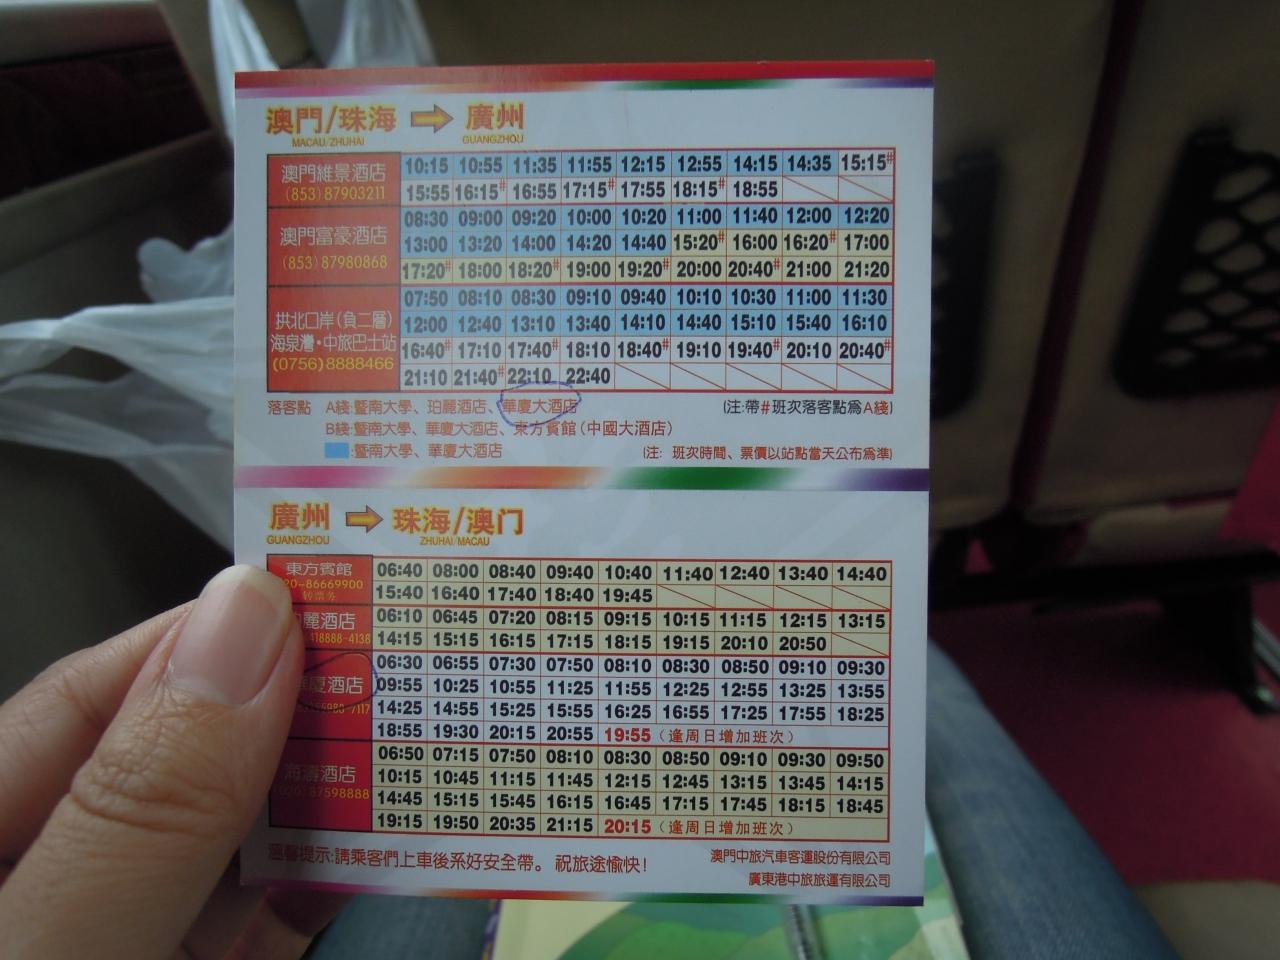 澳門/珠海 廣州
MACAU/ZHUHAI GUANGZHOU
澳門維景酒店
(853)87903211
10:15 10:55 11:35 11:55 12:15 12:55 14:15 14:35 15:15#
15:55 16:15# 16:55 17:15# 17:55 18:15# 18:55
澳門富豪酒店
(853)87980868
08:30 09:00 09:20 10:00 10:20 11:00 11:40 12:00 12:20
13:00 13:20 14:00 14:20 14:40 15:20# 16:00 16:20# 17:00
17:20# 18:00 18:20# 19:00 19:20# 20:00 20:40# 21:00 21:20
拱北口岸(負二層)
海泉灣·中旅巴士站
(0756)8888466
07:50 08:10 08:30 09:10 09:40 10:10 10:30 11:00 11:30
12:00 12:40 13:10 13:40 14:10 14:40 15:10 15:40 16:10
16:40# 17:10 17:40# 18:10 18:40# 19:10 19:40# 20:10 20:40#
21:10 21:40# 22:10 22:40
落客點 A綫:暨南大學、珀麗酒店、華廈大酒店 (注:帶#班次落客點爲A綫)
B綫:暨南大學、華廈大酒店、東方賓館(中國大酒店)
:暨南大學、華廈大酒店 (注: 班次時間、票價以站點當天公布爲準)
廣州 珠海/澳门
GUANGZHOU ZHUHAI/MACAU
東方賓館
20-86669900
06:40 08:00 08:40 09:40 10:40 11:40 12:40 13:40 14:40
15:40 16:40 17:40 18:40 19:45
麗酒店
418888-4138
06:10 06:45 07:20 08:15 09:15 10:15 11:15 12:15 13:15
14:15 15:15 16:15 17:15 18:15 19:15 20:10 20:50
廈酒店
06:30 06:55 07:30 07:50 08:10 08:30 08:50 09:10 09:30
09:55 10:25 10:55 11:25 11:55 12:25 12:55 13:25 13:55
14:25 14:55 15:25 15:55 16:25 16:55 17:25 17:55 18:25
18:55 19:30 20:15 20:55 19:55 (逢周日增加班次)
海濤酒店
(020)87598888
06:50 07:15 07:50 08:10 08:30 08:50 09:10 09:30 09:50
10:15 10:45 11:15 11:45 12:15 12:45 13:15 13:45 14:15
14:45 15:15 15:45 16:15 16:45 17:15 17:45 18:15 18:45
19:15 19:50 20:35 21:15 20:15 (逢周日增加班次)
溫馨提示:請乘客們上車後系好安全帶。祝旅途愉快!
澳門中旅汽車客運股份有限公司
廣東港中旅旅運有限公司